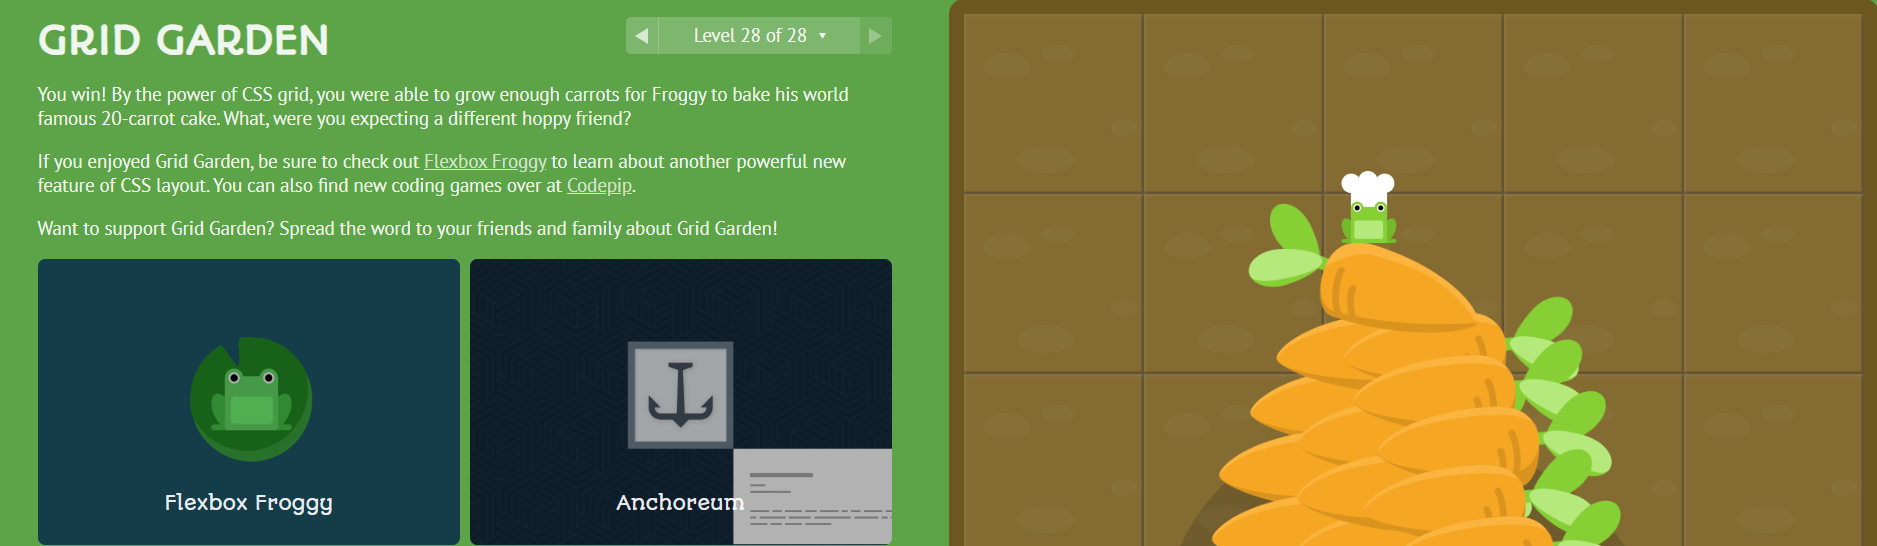 GRID GARDEN
Level 28 of 28
You win! By the power of CSS grid, you were able to grow enough carrots for Froggy to bake his world
famous 20-carrot cake. What, were you expecting a different hoppy friend?
If you enjoyed Grid Garden, be sure to check out Flexbox Froggy to learn about another powerful new
feature of CSS layout. You can also find new coding games over at Codepip.
Want to support Grid Garden? Spread the word to your friends and family about Grid Garden!
Flexbox Froggy
Anchoreum